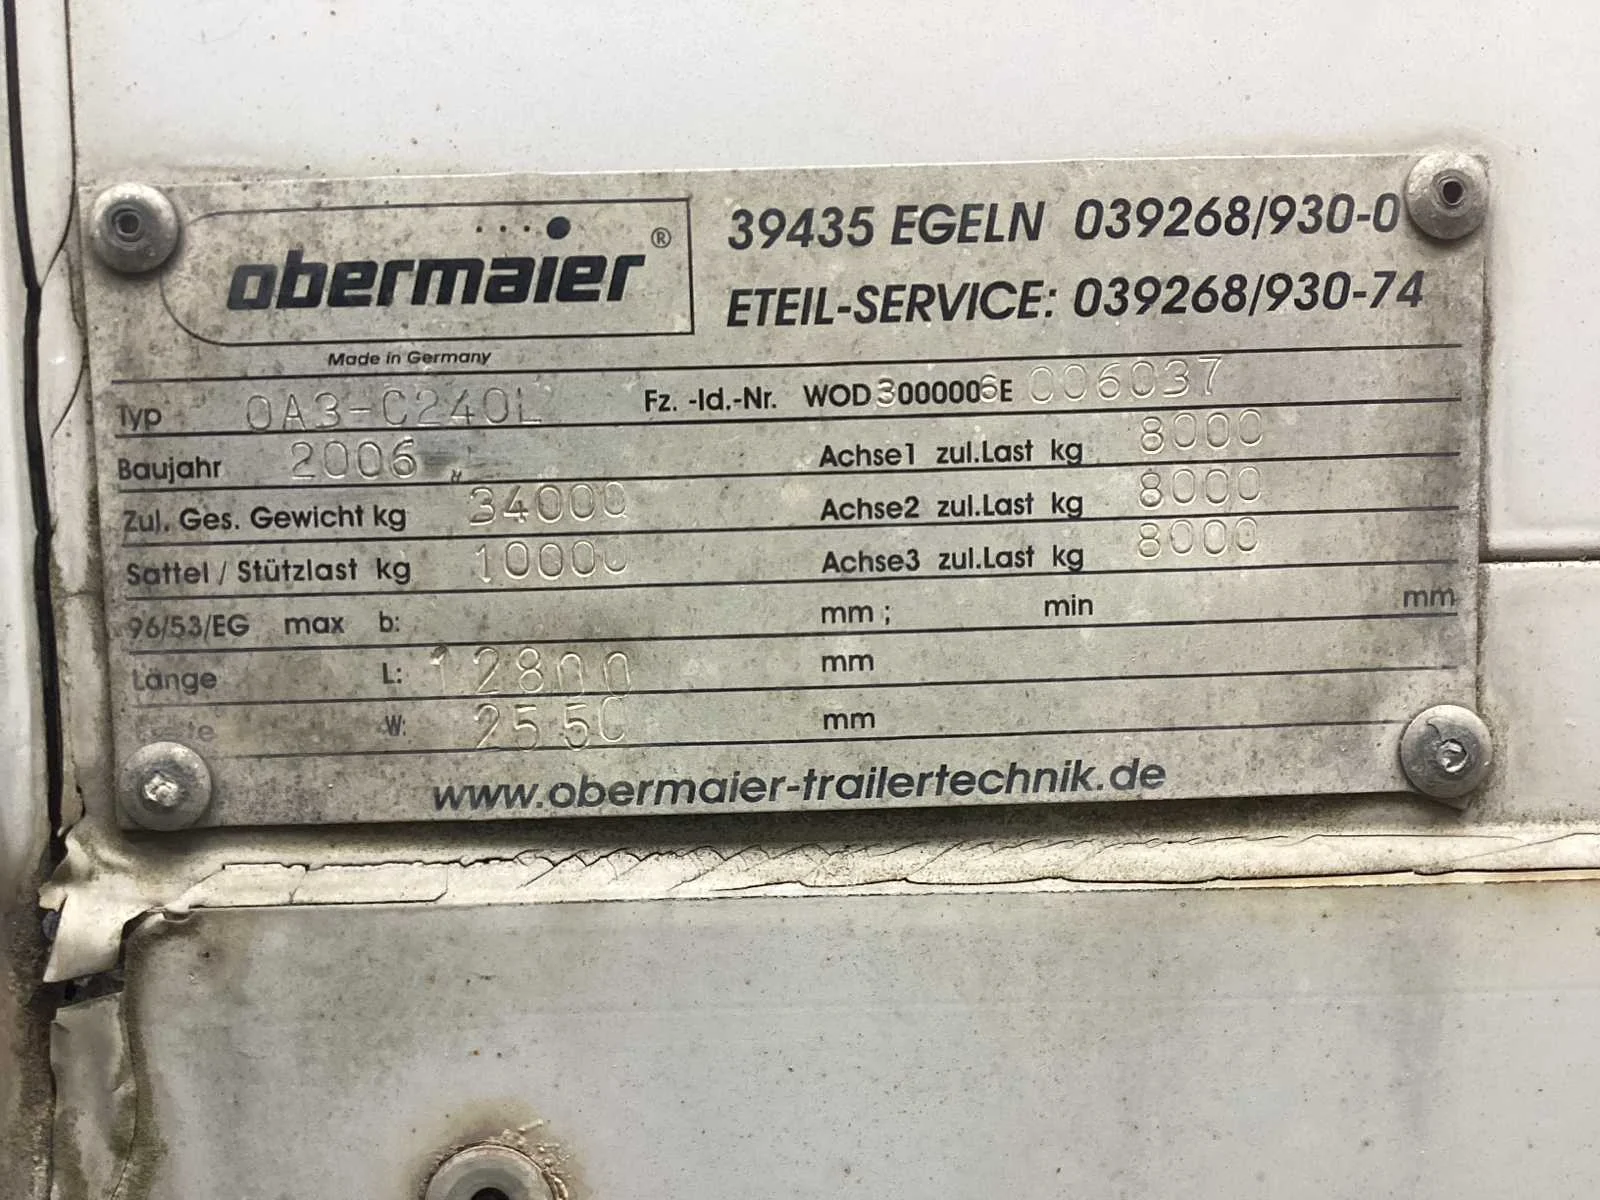 obermaier®
Made in Germany
39435 EGELN 039268/930-0
ETEIL-SERVICE: 039268/930-74
Typ OA3-C240L Fz. -Id.-Nr. WOD3000006E006037
Baujahr 2006 Achse1 zul.Last kg 8000
Zul. Ges. Gewicht kg 34000 Achse2 zul.Last kg 8000
Sattel / Stützlast kg 10000 Achse3 zul.Last kg 8000
96/53/EG max b: mm ; min mm
Länge L: 12800 mm
W: 2550 mm
www.obermaier-trailertechnik.de